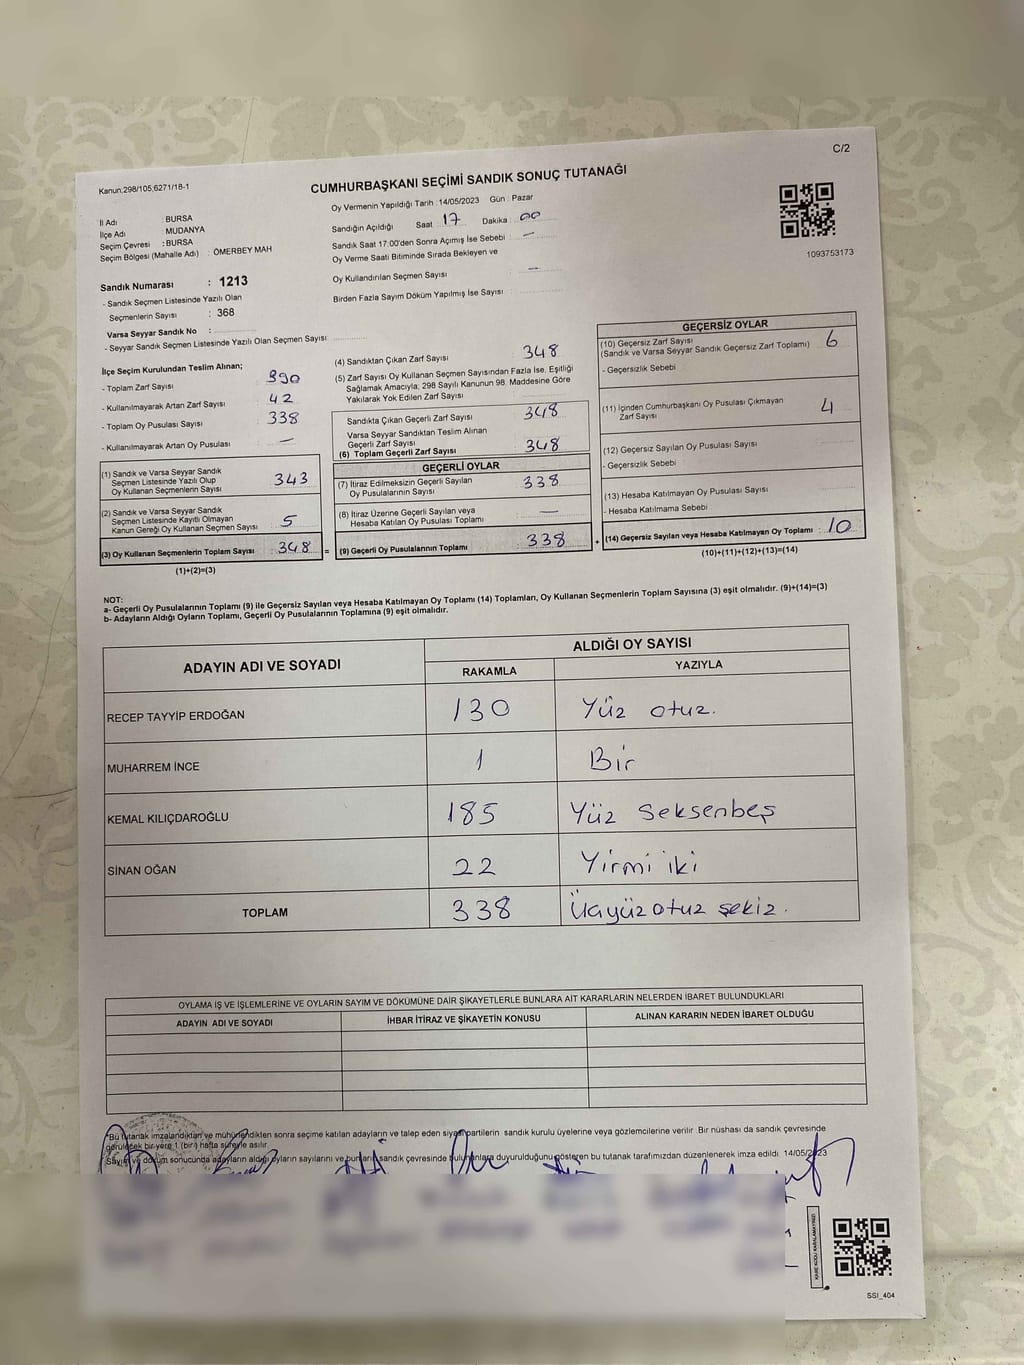 C/2
Kanun;298/105;6271/18-1
CUMHURBAŞKANI SEÇİMİ SANDIK SONUÇ TUTANAĞI
İl Adı : BURSA
İlçe Adı : MUDANYA
Seçim Çevresi : BURSA
Seçim Bölgesi (Mahalle Adı) : ÖMERBEY MAH
Sandık Numarası : 1213
- Sandık Seçmen Listesinde Yazılı Olan
Seçmenlerin Sayısı : 368
Varsa Seyyar Sandık No :
- Seyyar Sandık Seçmen Listesinde Yazılı Olan Seçmen Sayısı
Oy Vermenin Yapıldığı Tarih : 14/05/2023 Gün : Pazar
Sandığın Açıldığı Saat 17 Dakika 00
Sandık Saat 17:00'den Sonra Açımış İse Sebebi : —
Oy Verme Saati Bitiminde Sırada Bekleyen ve
Oy Kullandırılan Seçmen Sayısı : —
Birden Fazla Sayım Döküm Yapılmış İse Sayısı :
1093753173
İlçe Seçim Kurulundan Teslim Alınan;
- Toplam Zarf Sayısı : 390
- Kullanılmayarak Artan Zarf Sayısı : 42
- Toplam Oy Pusulası Sayısı : 338
- Kullanılmayarak Artan Oy Pusulası : —
(1) Sandık ve Varsa Seyyar Sandık
Seçmen Listesinde Yazılı Olup
Oy Kullanan Seçmenlerin Sayısı : 343
(2) Sandık ve Varsa Seyyar Sandık
Seçmen Listesinde Kayıtlı Olmayan
Kanun Gereği Oy Kullanan Seçmen Sayısı : 5
(3) Oy Kullanan Seçmenlerin Toplam Sayısı : 348 =
(1)+(2)=(3)
(4) Sandıktan Çıkan Zarf Sayısı : 348
(5) Zarf Sayısı Oy Kullanan Seçmen Sayısından Fazla İse, Eşitliği
Sağlamak Amacıyla; 298 Sayılı Kanunun 98. Maddesine Göre
Yakılarak Yok Edilen Zarf Sayısı :
Sandıkta Çıkan Geçerli Zarf Sayısı : 348
Varsa Seyyar Sandıktan Teslim Alınan
Geçerli Zarf Sayısı
(6) Toplam Geçerli Zarf Sayısı : 348
GEÇERLİ OYLAR
(7) İtiraz Edilmeksizin Geçerli Sayılan
Oy Pusulalarının Sayısı : 338
(8) İtiraz Üzerine Geçerli Sayılan veya
Hesaba Katılan Oy Pusulası Toplamı : —
(9) Geçerli Oy Pusulalarının Toplamı : 338 +
GEÇERSİZ OYLAR
(10) Geçersiz Zarf Sayısı : 6
(Sandık ve Varsa Seyyar Sandık Geçersiz Zarf Toplamı)
- Geçersizlik Sebebi
(11) İçinden Cumhurbaşkanı Oy Pusulası Çıkmayan
Zarf Sayısı : 4
(12) Geçersiz Sayılan Oy Pusulası Sayısı :
- Geçersizlik Sebebi
(13) Hesaba Katılmayan Oy Pusulası Sayısı :
- Hesaba Katılmama Sebebi
(14) Geçersiz Sayılan veya Hesaba Katılmayan Oy Toplamı : 10
(10)+(11)+(12)+(13)=(14)
NOT:
a- Geçerli Oy Pusulalarının Toplamı (9) ile Geçersiz Sayılan veya Hesaba Katılmayan Oy Toplamı (14) Toplamları, Oy Kullanan Seçmenlerin Toplam Sayısına (3) eşit olmalıdır. (9)+(14)=(3)
b- Adayların Aldığı Oyların Toplamı, Geçerli Oy Pusulalarının Toplamına (9) eşit olmalıdır.
ADAYIN ADI VE SOYADI ALDIĞI OY SAYISI
RAKAMLA YAZIYLA
RECEP TAYYİP ERDOĞAN 130 Yüz otuz.
MUHARREM İNCE 1 Bir
KEMAL KILIÇDAROĞLU 185 Yüz Seksenbeş
SİNAN OĞAN 22 Yirmi iki
TOPLAM 338 Üçyüz otuz şekiz.
OYLAMA İŞ VE İŞLEMLERİNE VE OYLARIN SAYIM VE DÖKÜMÜNE DAİR ŞİKAYETLERLE BUNLARA AİT KARARLARIN NELERDEN İBARET BULUNDUKLARI
ADAYIN ADI VE SOYADI İHBAR İTİRAZ VE ŞİKAYETİN KONUSU ALINAN KARARIN NEDEN İBARET OLDUĞU
*Bu tutanak imzalandıktan ve mühürlendikten sonra seçime katılan adayların ve talep eden siyasi partilerin sandık kurulu üyelerine veya gözlemcilerine verilir. Bir nüshası da sandık çevresinde
görülecek bir yere 1 (bir) hafta süreyle asılır.
Sayım ve döküm sonucunda adayların aldığı oyların sayılarını ve bunların sandık çevresinde bulunanlara duyurulduğunu gösteren bu tutanak tarafımızdan düzenlenerek imza edildi. 14/05/2023
KARE KODU KARALAMAYINIZ!
SSI_404